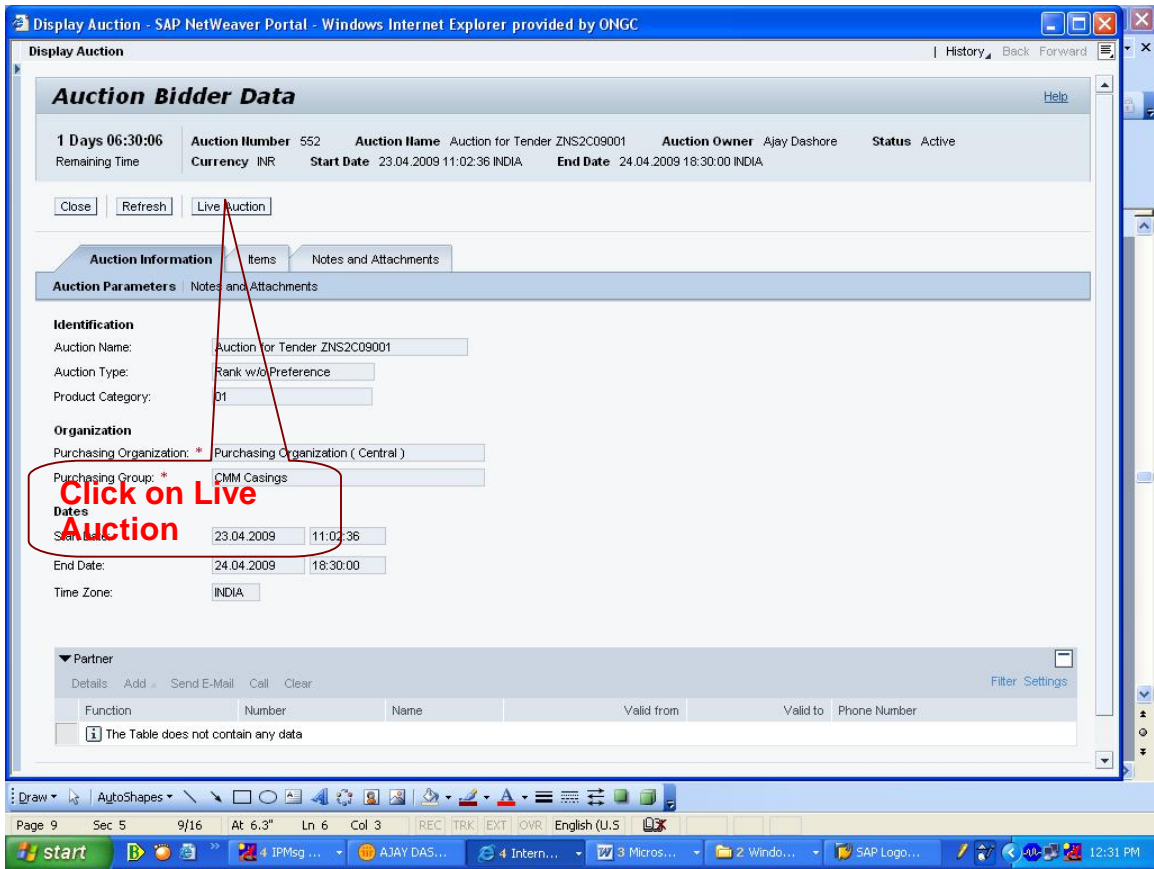 Display Auction - SAP NetWeaver Portal - Windows Internet Explorer provided by ONGC
Display Auction | History Back Forward
Auction Bidder Data Help
1 Days 06:30:06 Auction Number 552 Auction Name Auction for Tender ZNS2C09001 Auction Owner Ajay Dashore Status Active
Remaining Time Currency INR Start Date 23.04.2009 11:02:36 INDIA End Date 24.04.2009 18:30:00 INDIA
Close Refresh Live Auction
Auction Information Items Notes and Attachments
Auction Parameters Notes and Attachments
Identification
Auction Name: Auction for Tender ZNS2C09001
Auction Type: Rank w/o Preference
Product Category: 01
Organization
Purchasing Organization: * Purchasing Organization ( Central )
Purchasing Group: * CMM Casings
Click on Live
Auction
Dates
Start Date: 23.04.2009 11:02:36
End Date: 24.04.2009 18:30:00
Time Zone: INDIA
Partner
Details Add Send E-Mail Call Clear Filter Settings
Function Number Name Valid from Valid to Phone Number
The Table does not contain any data
Draw AutoShapes
Page 9 Sec 5 9/16 At 6.3" Ln 6 Col 3 REC TRK EXT OVR English (U.S
start 4 IPMsg ... AJAY DAS... 4 Intern... 3 Micros... 2 Windo... SAP Logo... 12:31 PM